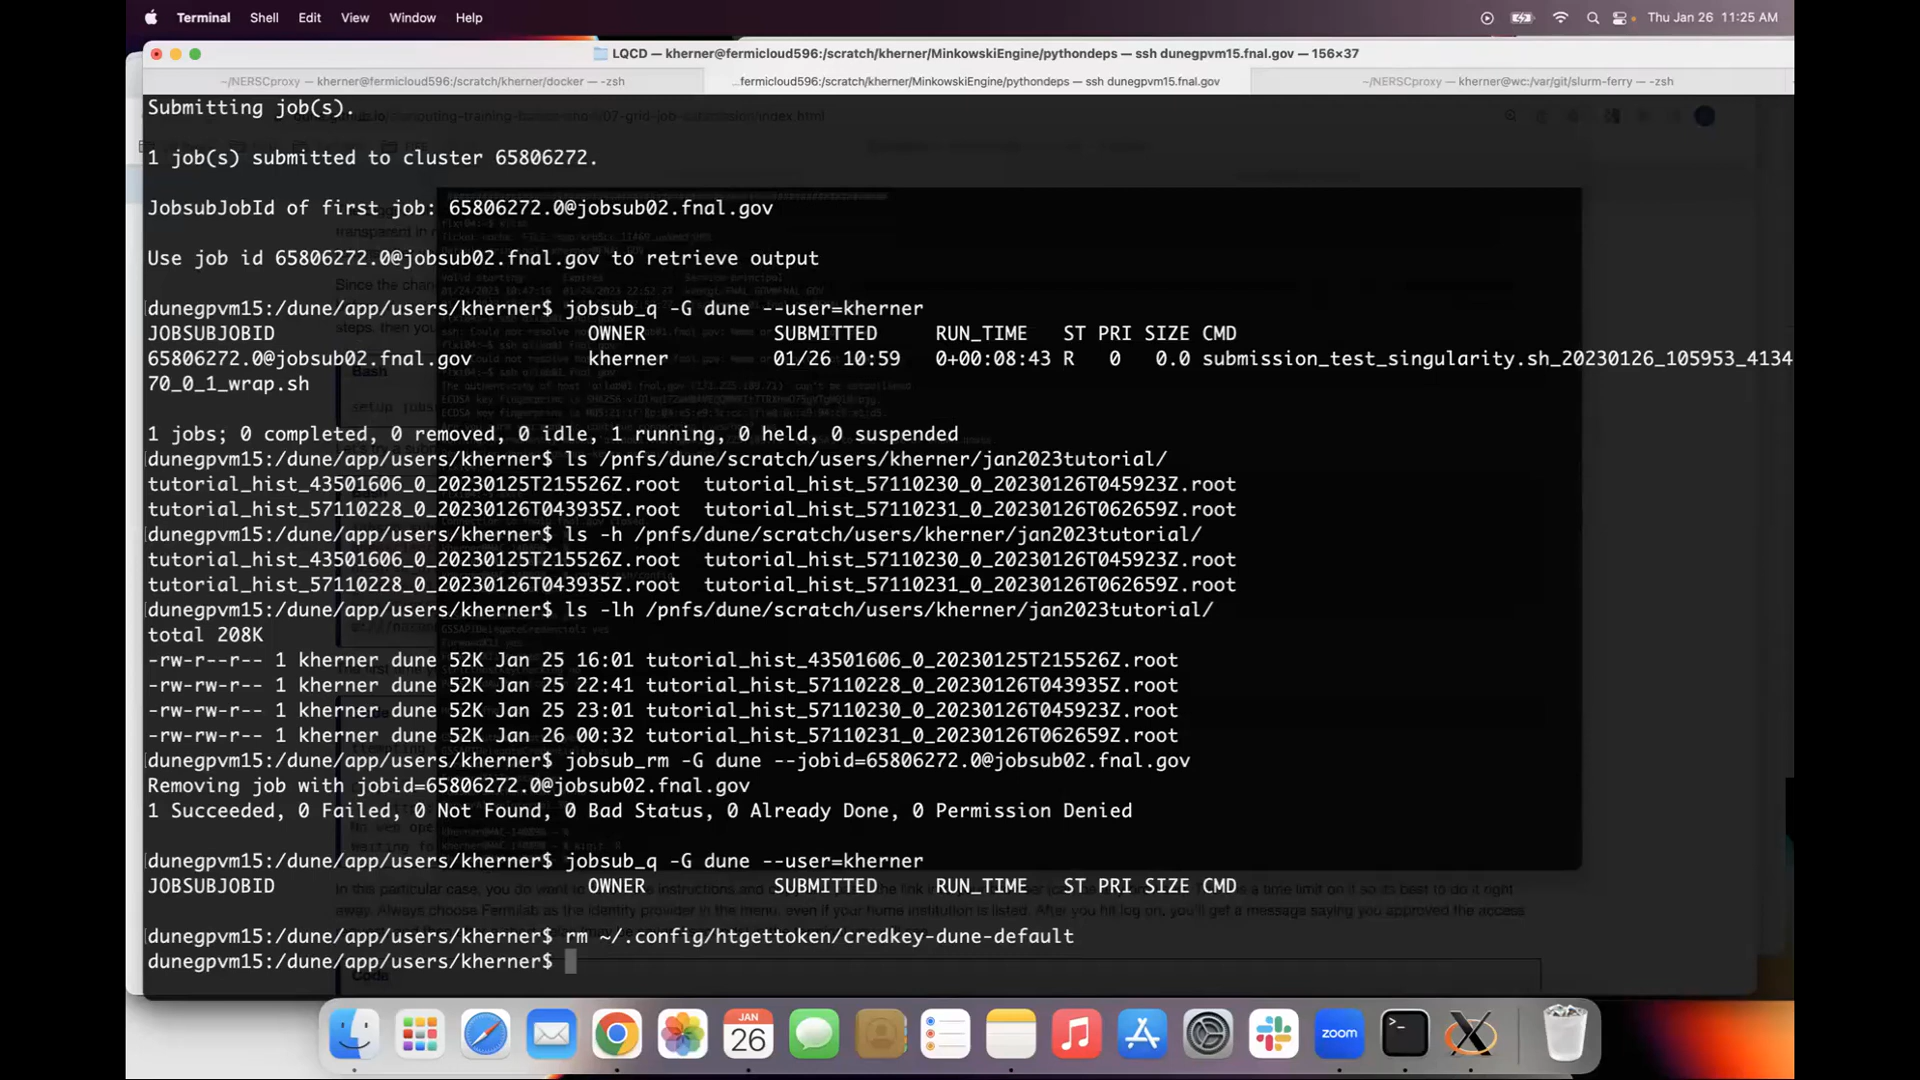 Terminal Shell Edit View Window Help Thu Jan 26 11:25 AM
LQCD — kherner@fermicloud596:/scratch/kherner/MinkowskiEngine/pythondeps — ssh dunegpvm15.fnal.gov — 156×37
~/NERSCproxy — kherner@fermicloud596:/scratch/kherner/docker — -zsh ...fermicloud596:/scratch/kherner/MinkowskiEngine/pythondeps — ssh dunegpvm15.fnal.gov ~/NERSCproxy — kherner@wc:/var/git/slurm-ferry — -zsh
Submitting job(s).
1 job(s) submitted to cluster 65806272.
JobsubJobId of first job: 65806272.0@jobsub02.fnal.gov
Use job id 65806272.0@jobsub02.fnal.gov to retrieve output
dunegpvm15:/dune/app/users/kherner$ jobsub_q -G dune --user=kherner
JOBSUBJOBID OWNER SUBMITTED RUN_TIME ST PRI SIZE CMD
65806272.0@jobsub02.fnal.gov kherner 01/26 10:59 0+00:08:43 R 0 0.0 submission_test_singularity.sh_20230126_105953_4134
70_0_1_wrap.sh
1 jobs; 0 completed, 0 removed, 0 idle, 1 running, 0 held, 0 suspended
dunegpvm15:/dune/app/users/kherner$ ls /pnfs/dune/scratch/users/kherner/jan2023tutorial/
tutorial_hist_43501606_0_20230125T215526Z.root tutorial_hist_57110230_0_20230126T045923Z.root
tutorial_hist_57110228_0_20230126T043935Z.root tutorial_hist_57110231_0_20230126T062659Z.root
dunegpvm15:/dune/app/users/kherner$ ls -h /pnfs/dune/scratch/users/kherner/jan2023tutorial/
tutorial_hist_43501606_0_20230125T215526Z.root tutorial_hist_57110230_0_20230126T045923Z.root
tutorial_hist_57110228_0_20230126T043935Z.root tutorial_hist_57110231_0_20230126T062659Z.root
dunegpvm15:/dune/app/users/kherner$ ls -lh /pnfs/dune/scratch/users/kherner/jan2023tutorial/
total 208K
-rw-r--r-- 1 kherner dune 52K Jan 25 16:01 tutorial_hist_43501606_0_20230125T215526Z.root
-rw-rw-r-- 1 kherner dune 52K Jan 25 22:41 tutorial_hist_57110228_0_20230126T043935Z.root
-rw-rw-r-- 1 kherner dune 52K Jan 25 23:01 tutorial_hist_57110230_0_20230126T045923Z.root
-rw-rw-r-- 1 kherner dune 52K Jan 26 00:32 tutorial_hist_57110231_0_20230126T062659Z.root
dunegpvm15:/dune/app/users/kherner$ jobsub_rm -G dune --jobid=65806272.0@jobsub02.fnal.gov
Removing job with jobid=65806272.0@jobsub02.fnal.gov
1 Succeeded, 0 Failed, 0 Not Found, 0 Bad Status, 0 Already Done, 0 Permission Denied
dunegpvm15:/dune/app/users/kherner$ jobsub_q -G dune --user=kherner
JOBSUBJOBID OWNER SUBMITTED RUN_TIME ST PRI SIZE CMD
dunegpvm15:/dune/app/users/kherner$ rm ~/.config/htgettoken/credkey-dune-default
dunegpvm15:/dune/app/users/kherner$
Code
JAN
26
zoom